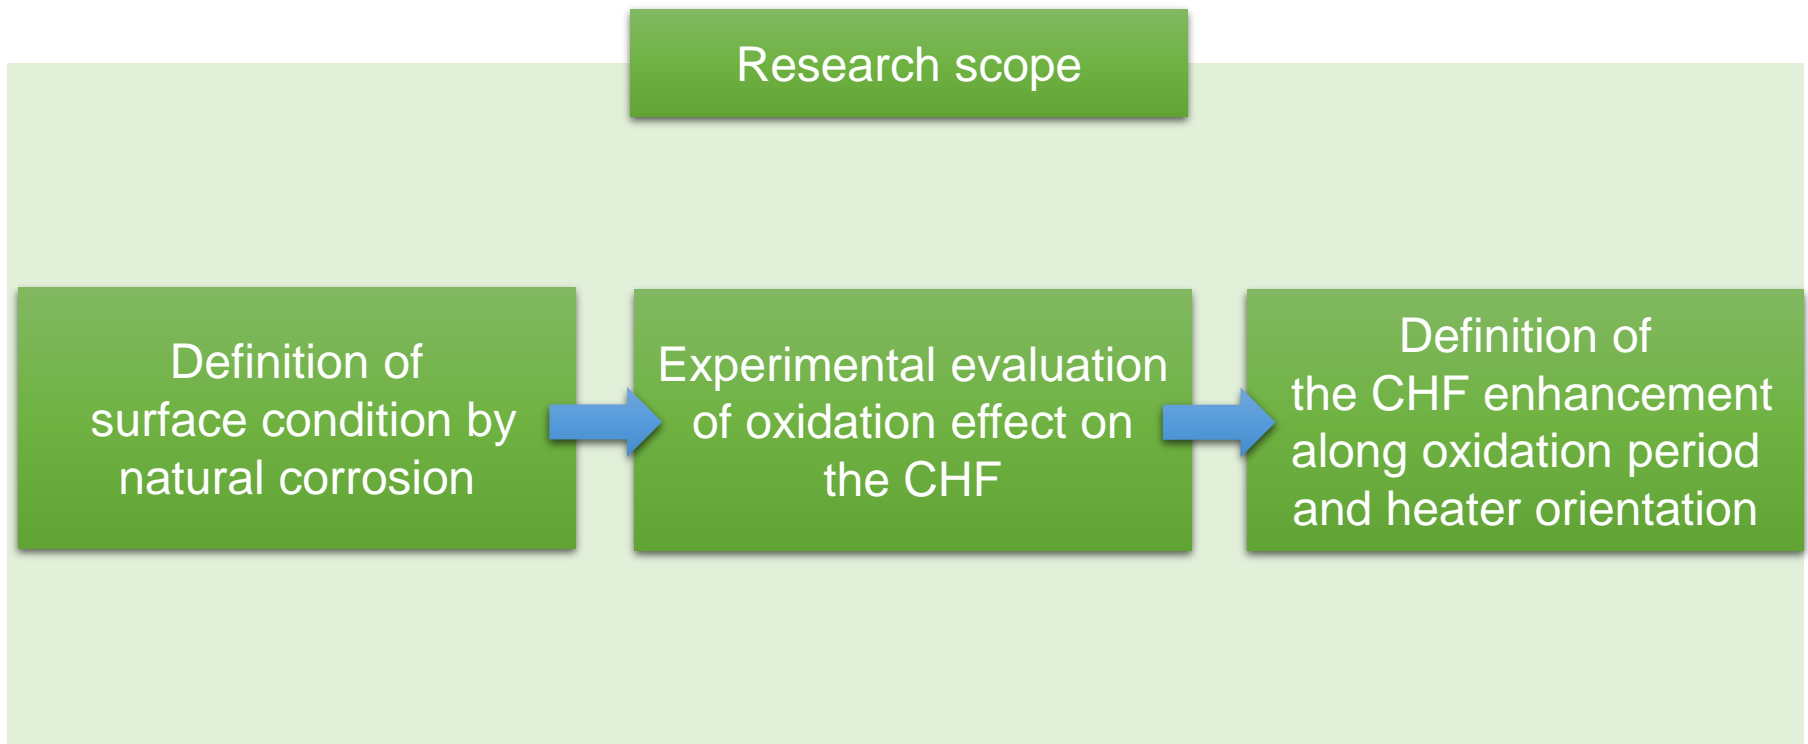 Research scope
Definition of
surface condition by
natural corrosion
Experimental evaluation
of oxidation effect on
the CHF
Definition of
the CHF enhancement
along oxidation period
and heater orientation